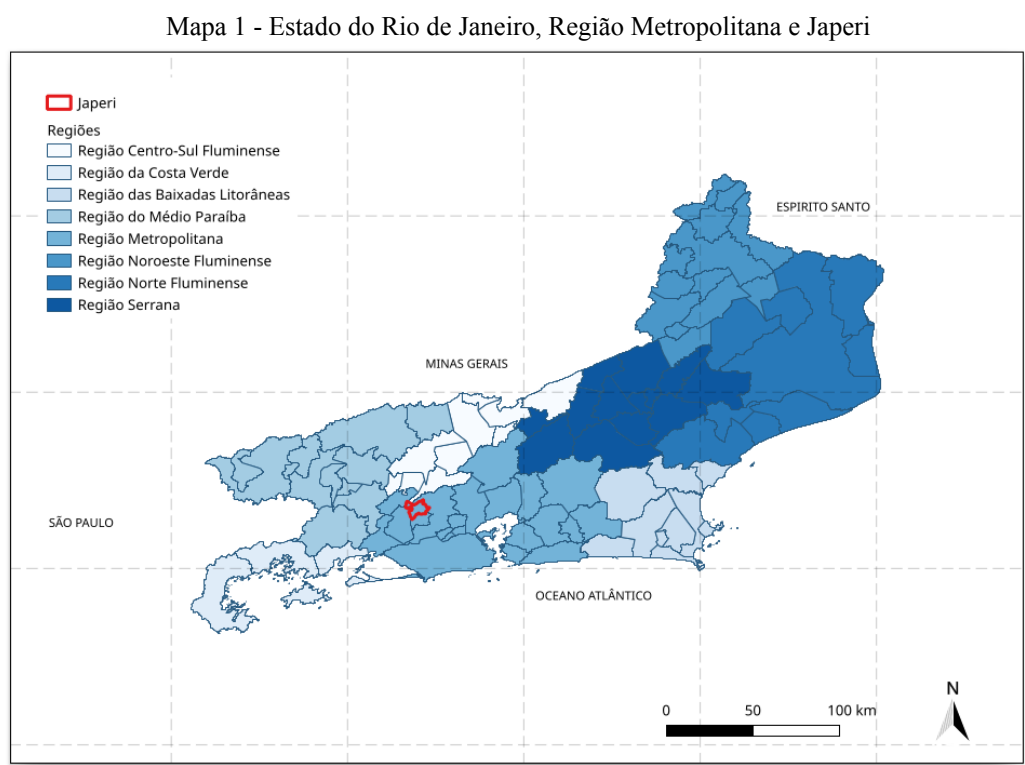 Mapa 1 - Estado do Rio de Janeiro, Região Metropolitana e Japeri
Japeri
Regiões
Região Centro-Sul Fluminense
Região da Costa Verde
Região das Baixadas Litorâneas
Região do Médio Paraíba
Região Metropolitana
Região Noroeste Fluminense
Região Norte Fluminense
Região Serrana
ESPIRITO SANTO
MINAS GERAIS
SÃO PAULO
OCEANO ATLÂNTICO
N
0 50 100 km